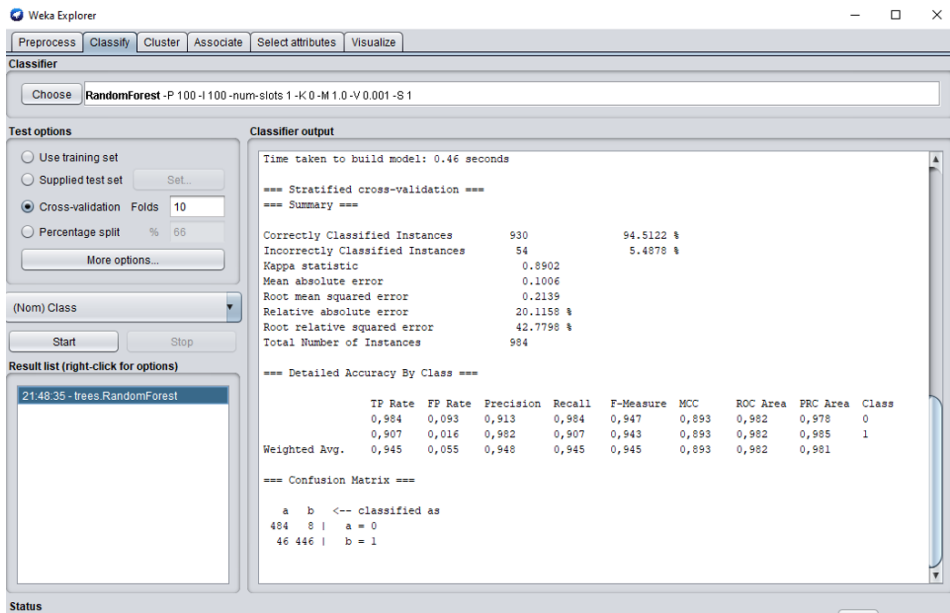 Weka Explorer
Preprocess Classify Cluster Associate Select attributes Visualize
Classifier
Choose RandomForest -P 100 -I 100 -num-slots 1 -K 0 -M 1.0 -V 0.001 -S 1
Test options
Use training set
Supplied test set Set...
Cross-validation Folds 10
Percentage split % 66
More options...
(Nom) Class
Start Stop
Result list (right-click for options)
21:48:35 - trees.RandomForest
Classifier output
Time taken to build model: 0.46 seconds
=== Stratified cross-validation ===
=== Summary ===
Correctly Classified Instances 930 94.5122 %
Incorrectly Classified Instances 54 5.4878 %
Kappa statistic 0.8902
Mean absolute error 0.1006
Root mean squared error 0.2139
Relative absolute error 20.1158 %
Root relative squared error 42.7798 %
Total Number of Instances 984
=== Detailed Accuracy By Class ===
TP Rate FP Rate Precision Recall F-Measure MCC ROC Area PRC Area Class
0,984 0,093 0,913 0,984 0,947 0,893 0,982 0,978 0
0,907 0,016 0,982 0,907 0,943 0,893 0,982 0,985 1
Weighted Avg. 0,945 0,055 0,948 0,945 0,945 0,893 0,982 0,981
=== Confusion Matrix ===
a b <-- classified as
484 8 | a = 0
46 446 | b = 1
Status